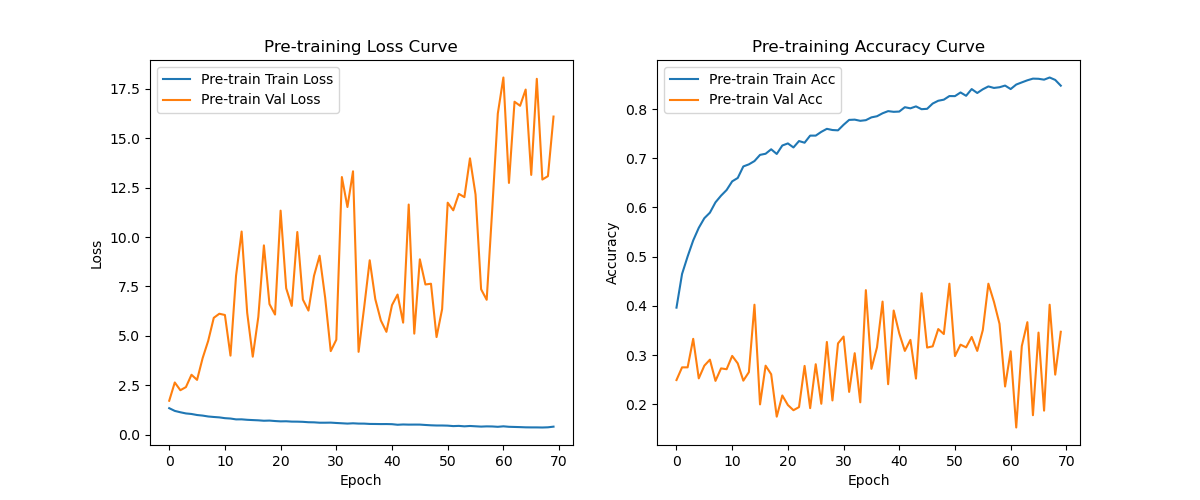 Pre-training Loss Curve
Pre-train Train Loss
Pre-train Val Loss
17.5
15.0
12.5
10.0
7.5
5.0
2.5
0.0
Loss
0 10 20 30 40 50 60 70
Epoch
Pre-training Accuracy Curve
Pre-train Train Acc
Pre-train Val Acc
0.8
0.7
0.6
0.5
0.4
0.3
0.2
Accuracy
0 10 20 30 40 50 60 70
Epoch